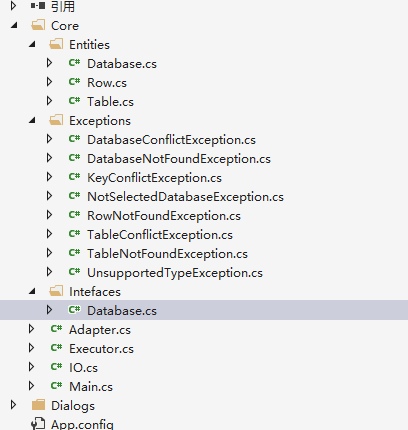 引用
Core
Entities
C# Database.cs
C# Row.cs
C# Table.cs
Exceptions
C# DatabaseConflictException.cs
C# DatabaseNotFoundException.cs
C# KeyConflictException.cs
C# NotSelectedDatabaseException.cs
C# RowNotFoundException.cs
C# TableConflictException.cs
C# TableNotFoundException.cs
C# UnsupportedTypeException.cs
Intefaces
C# Database.cs
C# Adapter.cs
C# Executor.cs
C# IO.cs
C# Main.cs
Dialogs
App.config